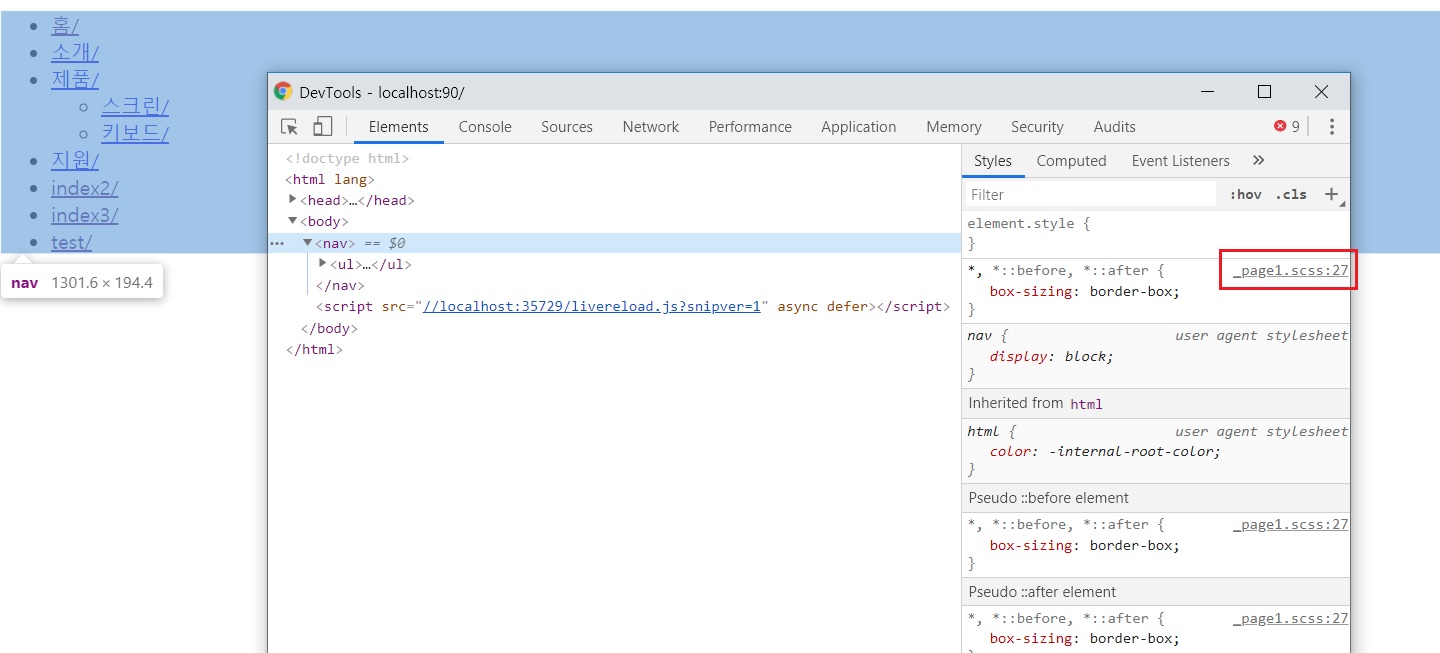 홈/
소개/
제품/
스크린/
키보드/
지원/
index2/
index3/
test/
nav 1301.6 × 194.4
DevTools - localhost:90/
Elements Console Sources Network Performance Application Memory Security Audits 9
<!doctype html>
<html lang>
<head>…</head>
<body>
<nav> == $0
<ul>…</ul>
</nav>
<script src="//localhost:35729/livereload.js?snipver=1" async defer></script>
</body>
</html>
Styles Computed Event Listeners »
Filter :hov .cls +
element.style {
}
*, *::before, *::after { _page1.scss:27
box-sizing: border-box;
}
nav { user agent stylesheet
display: block;
}
Inherited from html
html { user agent stylesheet
color: -internal-root-color;
}
Pseudo ::before element
*, *::before, *::after { _page1.scss:27
box-sizing: border-box;
}
Pseudo ::after element
*, *::before, *::after { _page1.scss:27
box-sizing: border-box;